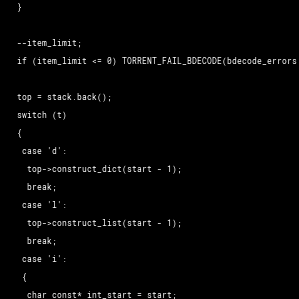 }
--item_limit;
if (item_limit <= 0) TORRENT_FAIL_BDECODE(bdecode_errors
top = stack.back();
switch (t)
{
case 'd':
top->construct_dict(start - 1);
break;
case 'l':
top->construct_list(start - 1);
break;
case 'i':
{
char const* int_start = start;